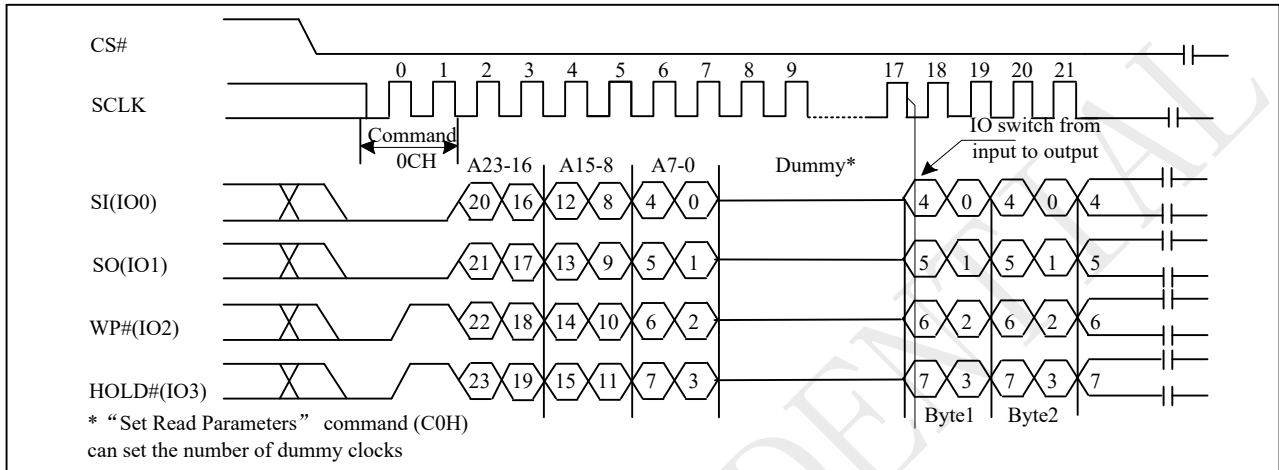 CS#
0 1 2 3 4 5 6 7 8 9 17 18 19 20 21
SCLK
Command
0CH
IO switch from
input to output
A23-16 A15-8 A7-0 Dummy*
SI(IO0) 20 16 12 8 4 0 4 0 4 0 4
SO(IO1) 21 17 13 9 5 1 5 1 5 1 5
WP#(IO2) 22 18 14 10 6 2 6 2 6 2 6
HOLD#(IO3) 23 19 15 11 7 3 7 3 7 3 7
Byte1 Byte2
* “Set Read Parameters” command (C0H)
can set the number of dummy clocks
DENTIAL